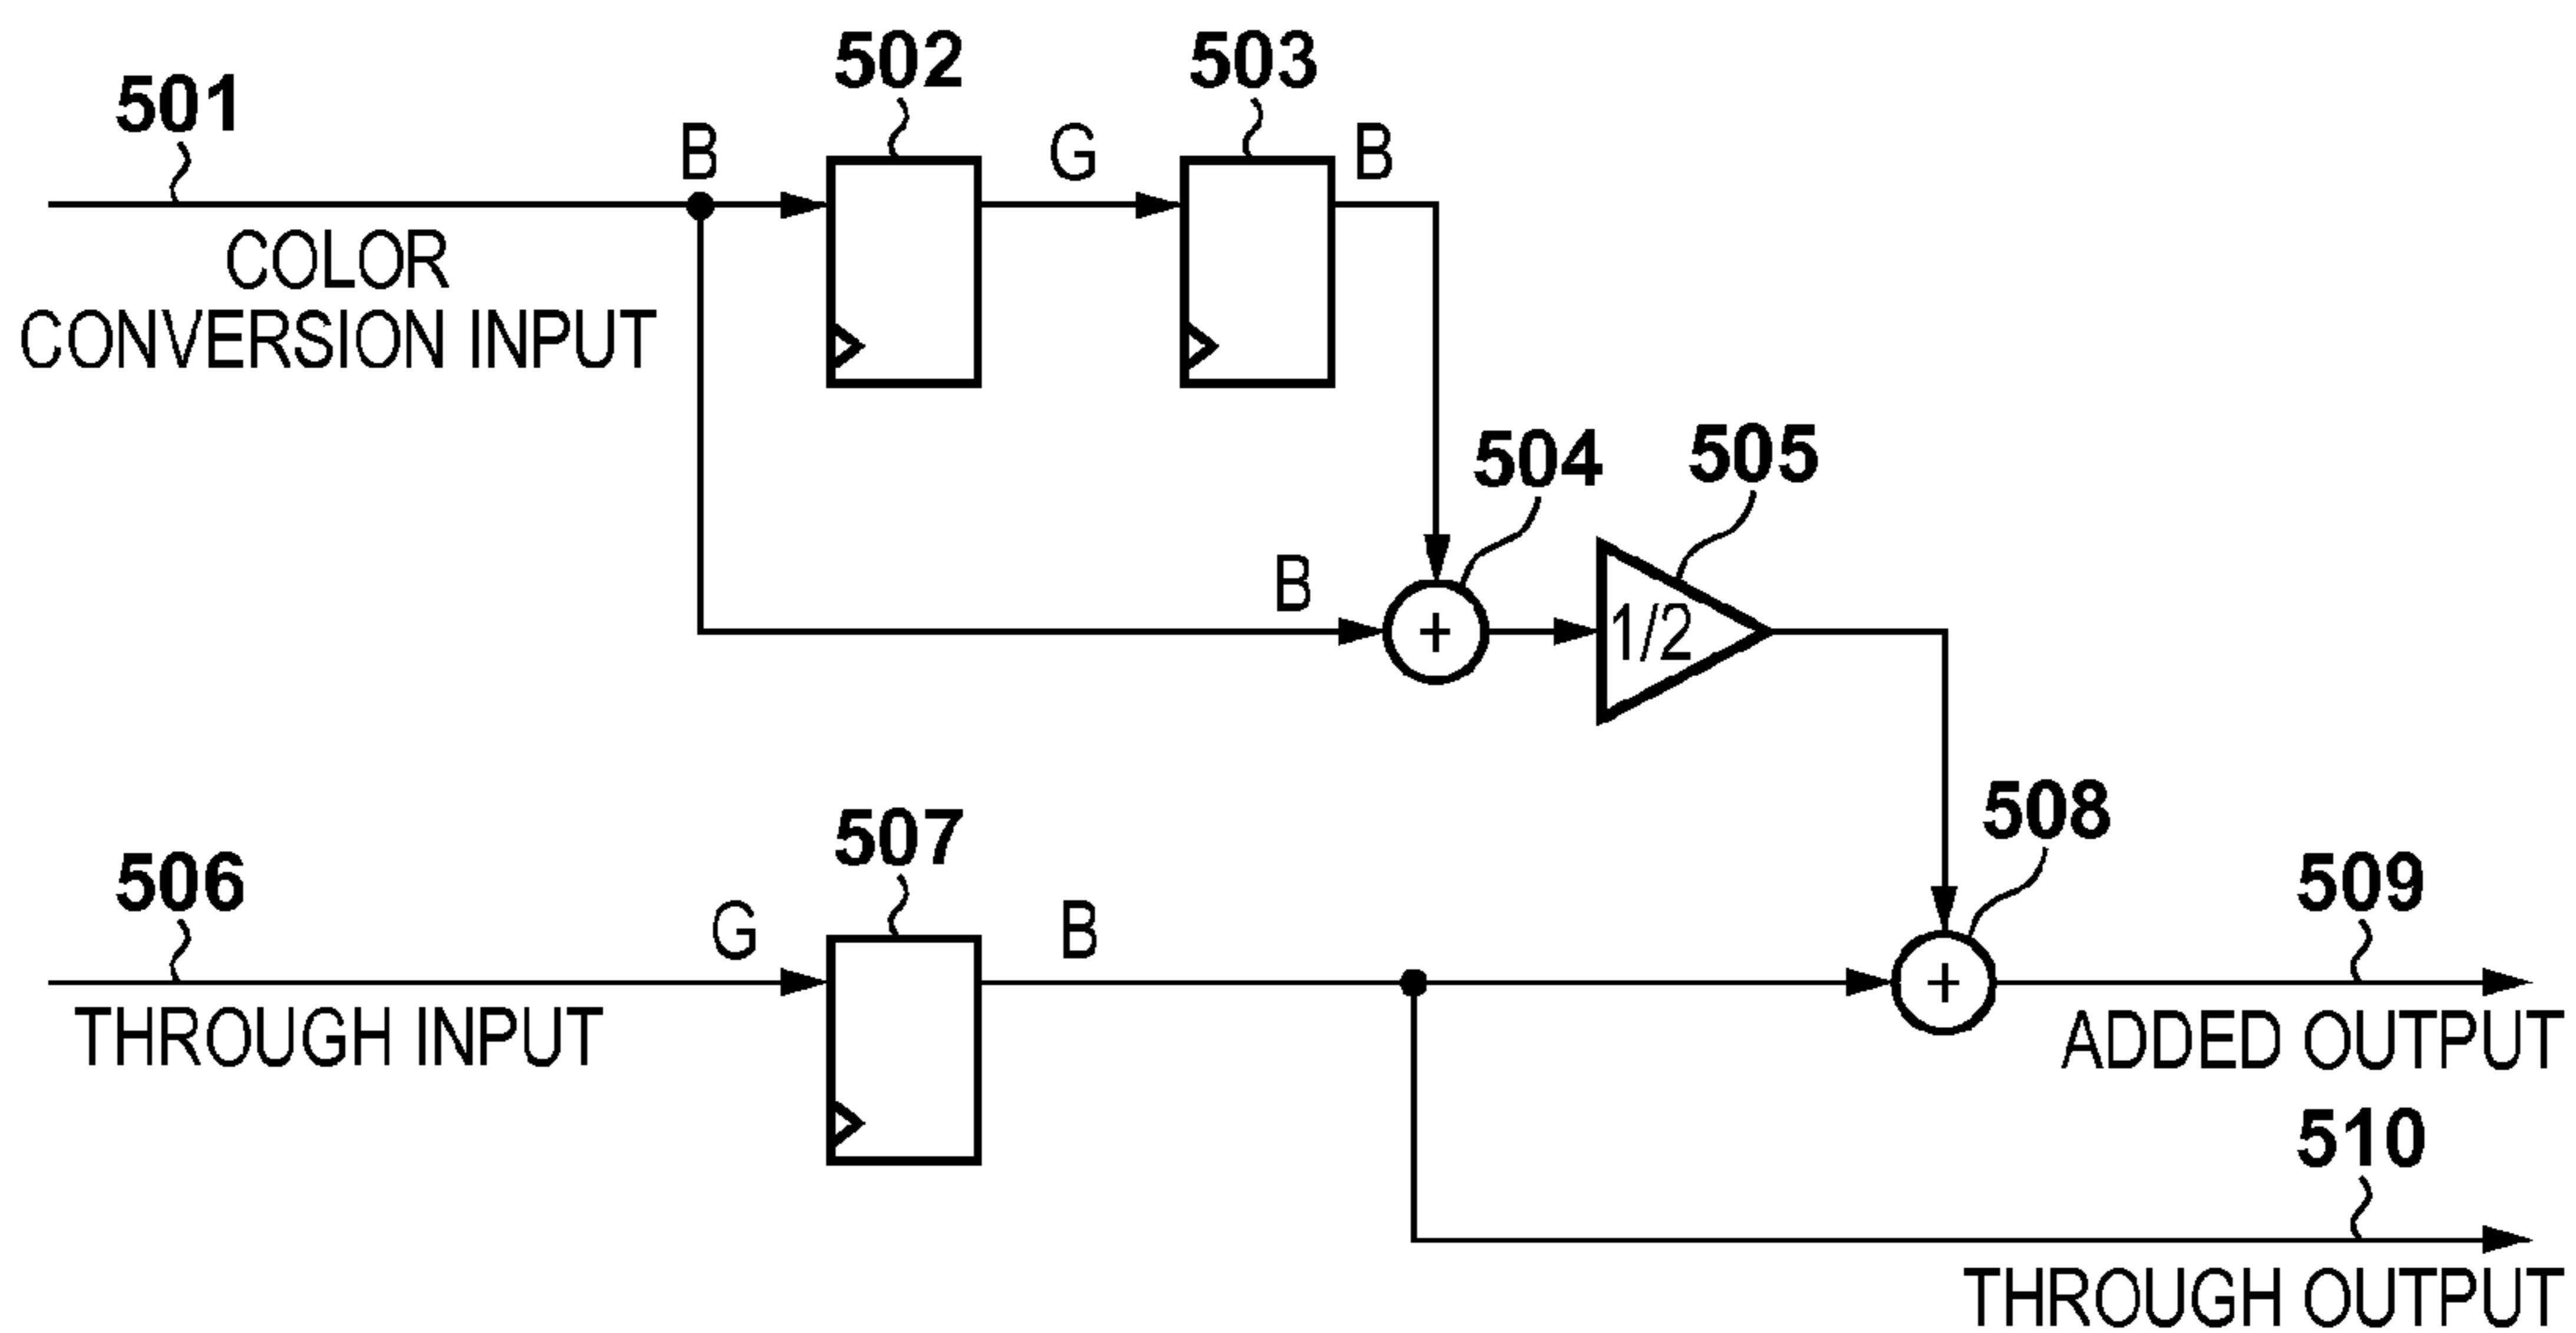 502
503
501
B
G
B
COLOR
CONVERSION INPUT
504
505
B
+
1/2
507
508
506
509
G
B
+
THROUGH INPUT
ADDED OUTPUT
510
THROUGH OUTPUT